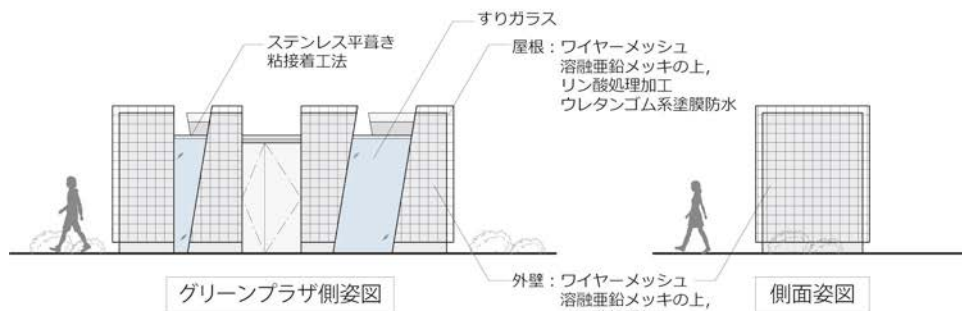 すりガラス
ステンレス平葺き
粘接着工法
屋根：ワイヤーメッシュ
溶融亜鉛メッキの上,
リン酸処理加工
ウレタンゴム系塗膜防水
外壁：ワイヤーメッシュ
溶融亜鉛メッキの上,
グリーンプラザ側姿図
側面姿図